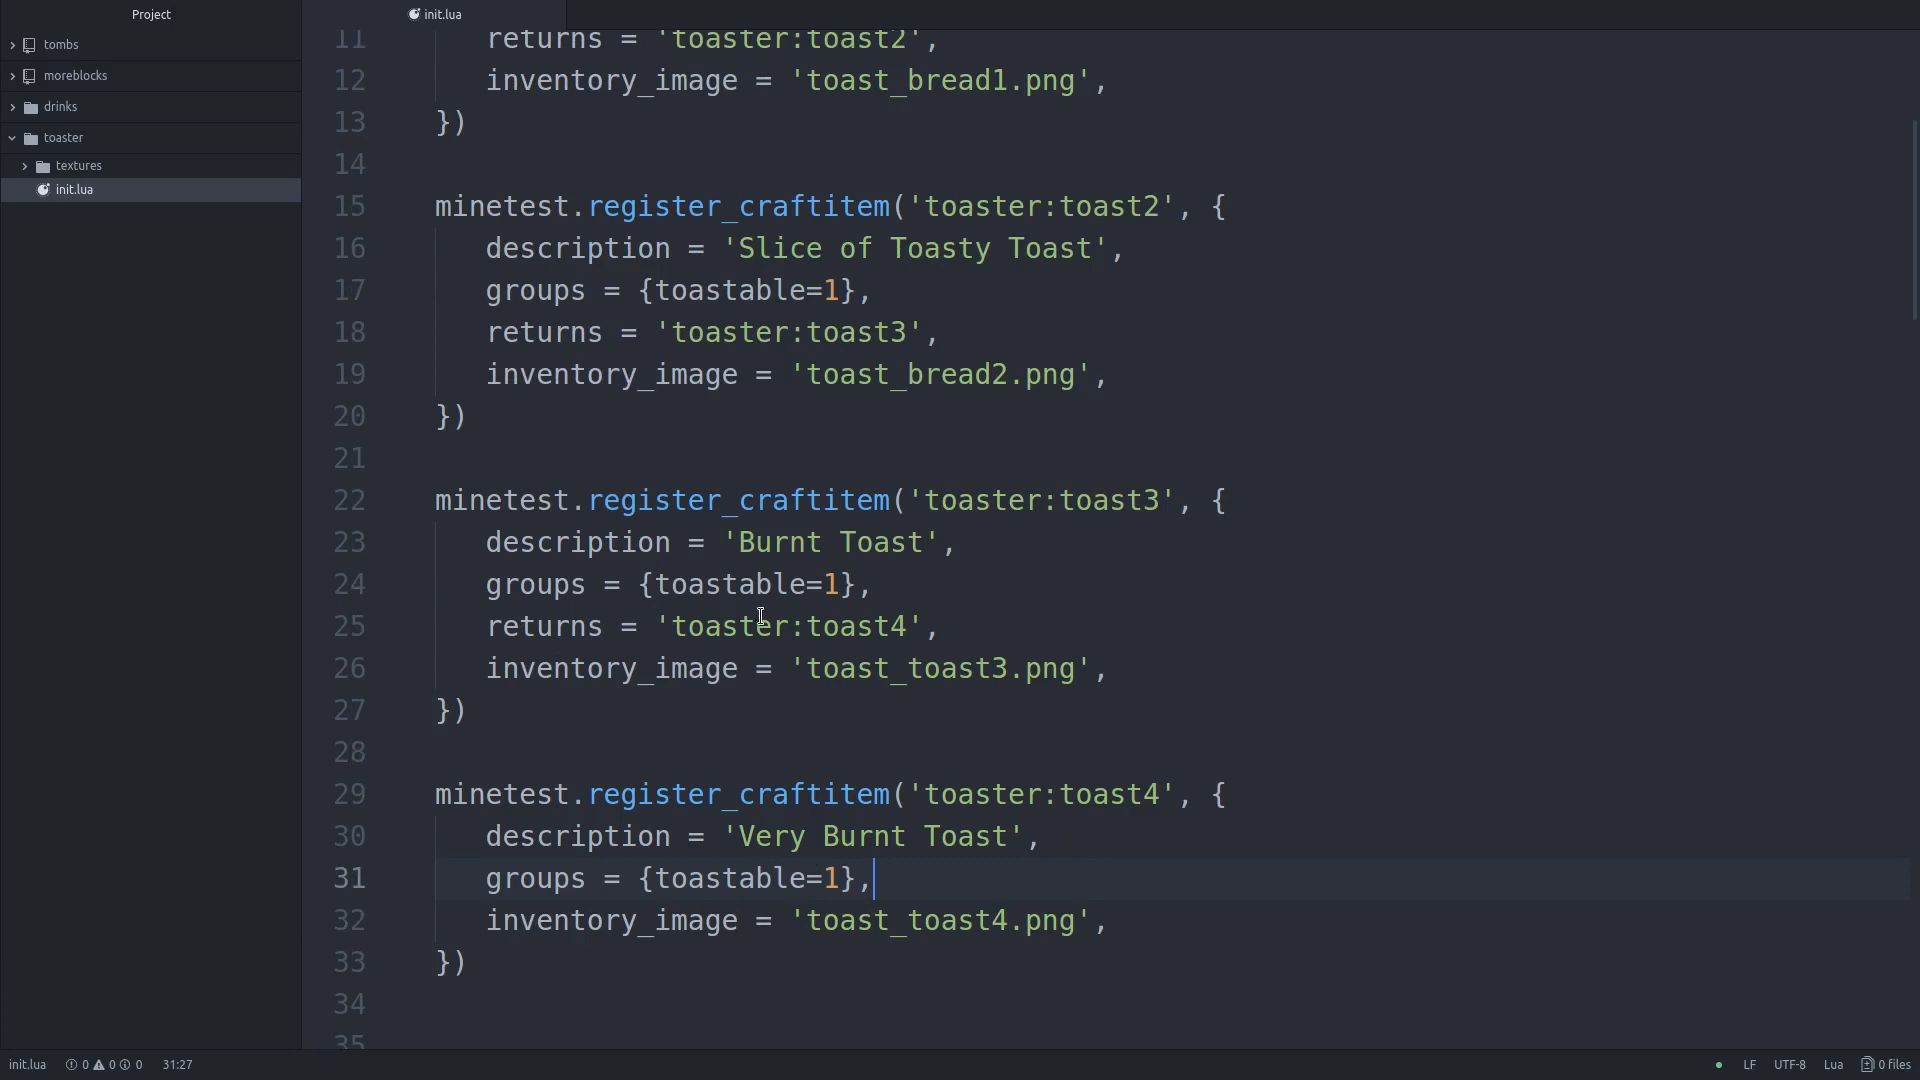 Project
init.lua
tombs
moreblocks
drinks
toaster
textures
init.lua
11 returns = 'toaster:toast2',
12 inventory_image = 'toast_bread1.png',
13 })
14
15 minetest.register_craftitem('toaster:toast2', {
16 description = 'Slice of Toasty Toast',
17 groups = {toastable=1},
18 returns = 'toaster:toast3',
19 inventory_image = 'toast_bread2.png',
20 })
21
22 minetest.register_craftitem('toaster:toast3', {
23 description = 'Burnt Toast',
24 groups = {toastable=1},
25 returns = 'toaster:toast4',
26 inventory_image = 'toast_toast3.png',
27 })
28
29 minetest.register_craftitem('toaster:toast4', {
30 description = 'Very Burnt Toast',
31 groups = {toastable=1},
32 inventory_image = 'toast_toast4.png',
33 })
34
35
init.lua 0 0 0 31:27 LF UTF-8 Lua 0 files